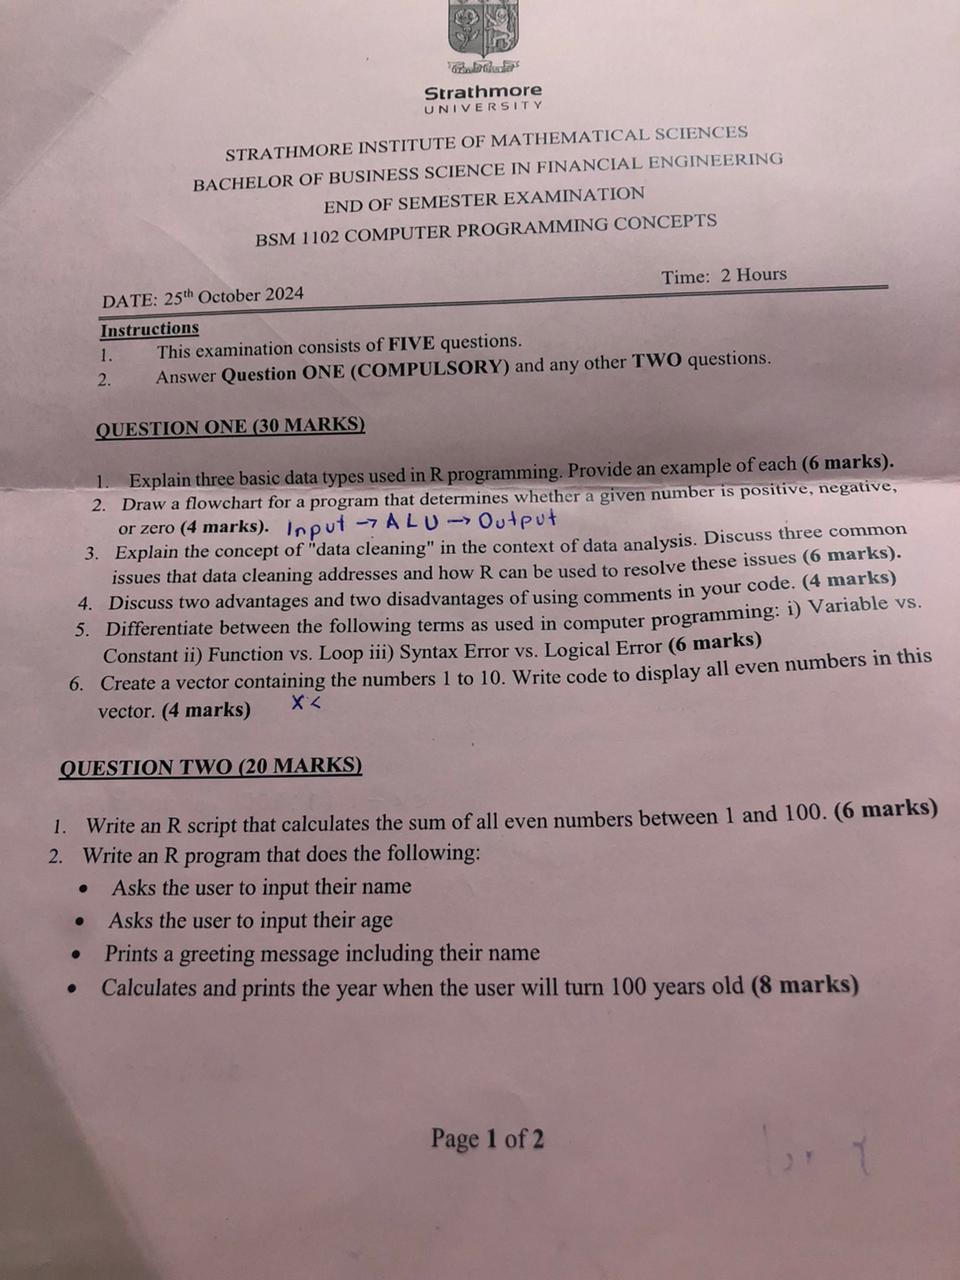 Strathmore
UNIVERSITY
STRATHMORE INSTITUTE OF MATHEMATICAL SCIENCES
BACHELOR OF BUSINESS SCIENCE IN FINANCIAL ENGINEERING
END OF SEMESTER EXAMINATION
BSM 1102 COMPUTER PROGRAMMING CONCEPTS
DATE: 25th October 2024 Time: 2 Hours
Instructions
1. This examination consists of FIVE questions.
2. Answer Question ONE (COMPULSORY) and any other TWO questions.
QUESTION ONE (30 MARKS)
1. Explain three basic data types used in R programming. Provide an example of each (6 marks).
2. Draw a flowchart for a program that determines whether a given number is positive, negative,
or zero (4 marks). Input → ALU → Output
3. Explain the concept of "data cleaning" in the context of data analysis. Discuss three common
issues that data cleaning addresses and how R can be used to resolve these issues (6 marks).
4. Discuss two advantages and two disadvantages of using comments in your code. (4 marks)
5. Differentiate between the following terms as used in computer programming: i) Variable vs.
Constant ii) Function vs. Loop iii) Syntax Error vs. Logical Error (6 marks)
6. Create a vector containing the numbers 1 to 10. Write code to display all even numbers in this
vector. (4 marks) X <
QUESTION TWO (20 MARKS)
1. Write an R script that calculates the sum of all even numbers between 1 and 100. (6 marks)
2. Write an R program that does the following:
• Asks the user to input their name
• Asks the user to input their age
• Prints a greeting message including their name
• Calculates and prints the year when the user will turn 100 years old (8 marks)
Page 1 of 2